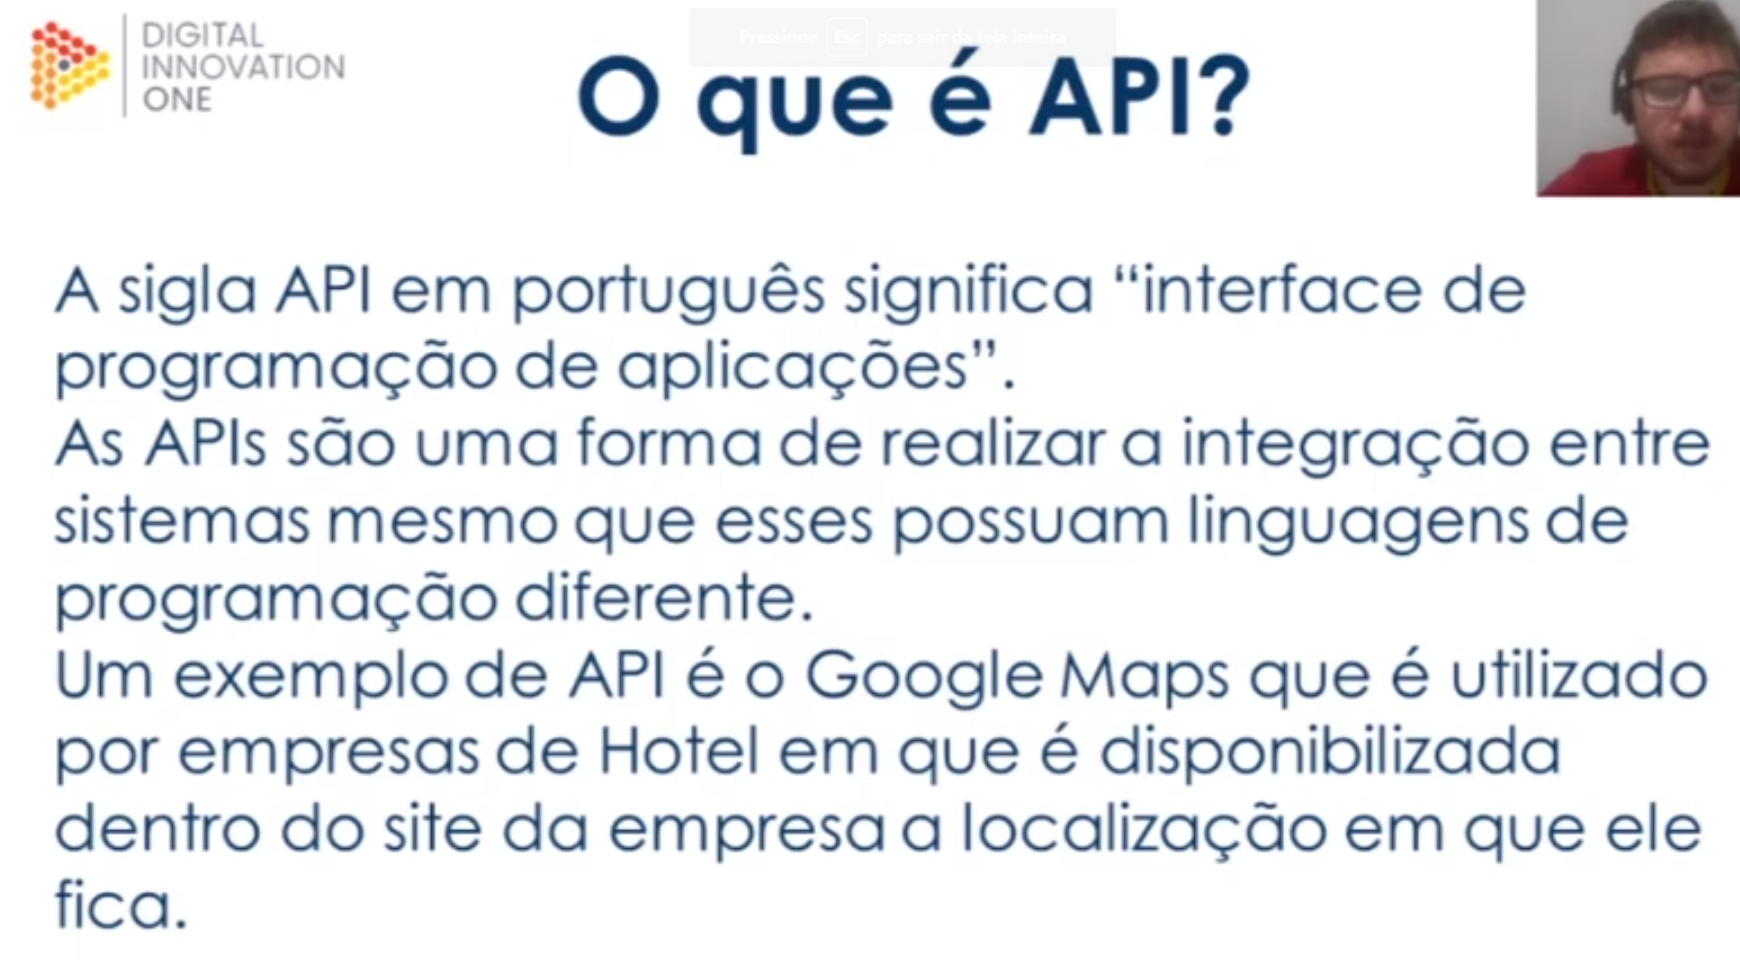 DIGITAL
INNOVATION
ONE
Pressione Esc para sair da tela inteira
O que é API?
A sigla API em português significa “interface de
programação de aplicações”.
As APIs são uma forma de realizar a integração entre
sistemas mesmo que esses possuam linguagens de
programação diferente.
Um exemplo de API é o Google Maps que é utilizado
por empresas de Hotel em que é disponibilizada
dentro do site da empresa a localização em que ele
fica.